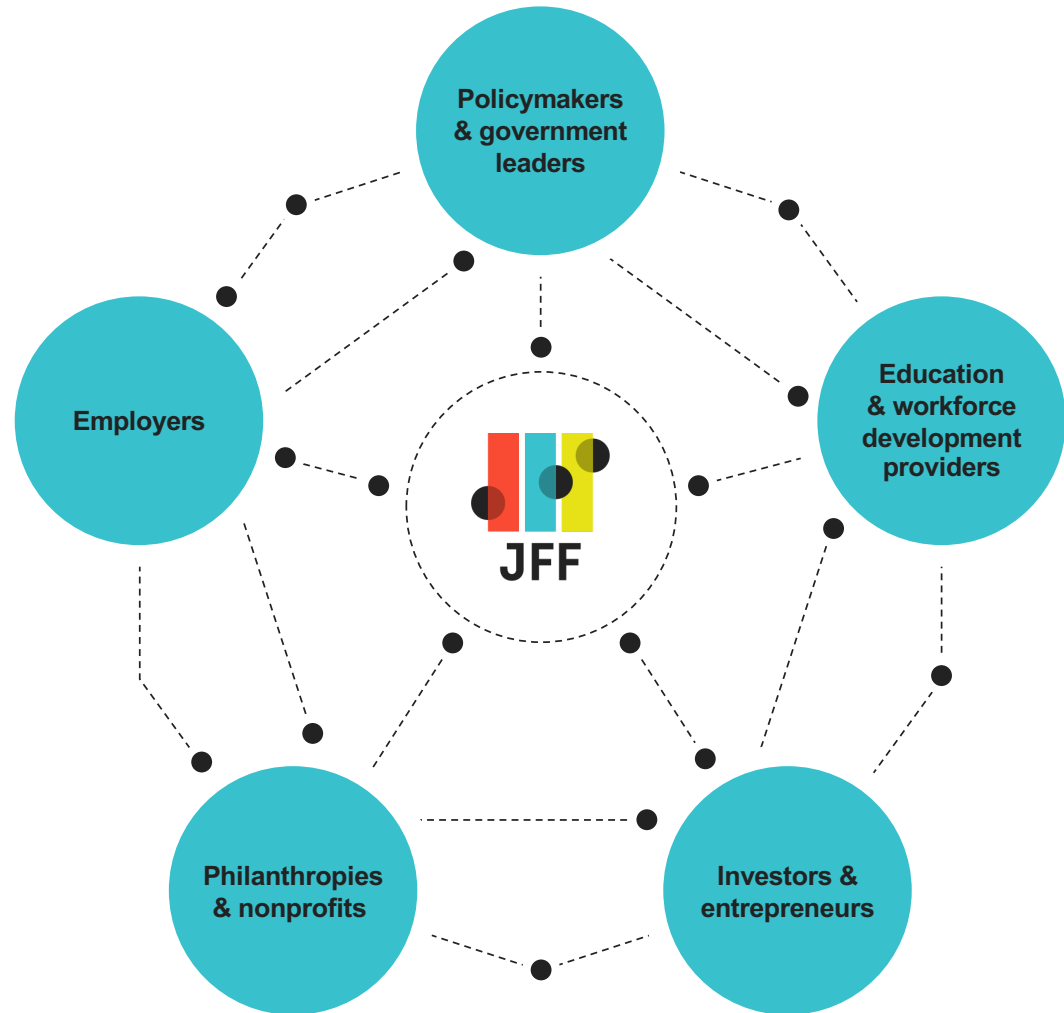 Policymakers
& government
leaders
Employers
Education
& workforce
development
providers
JFF
Philanthropies
& nonprofits
Investors &
entrepreneurs